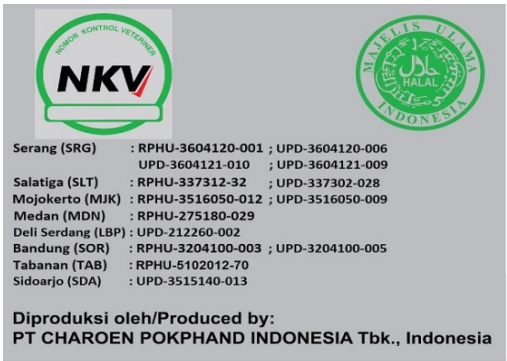 NOMOR KONTROL VETERINER
NKV
MAJELIS ULAMA
حلال
HALAL
INDONESIA
Serang (SRG) : RPHU-3604120-001 ; UPD-3604120-006
UPD-3604121-010 ; UPD-3604121-009
Salatiga (SLT) : RPHU-337312-32 ; UPD-337302-028
Mojokerto (MJK) : RPHU-3516050-012 ; UPD-3516050-009
Medan (MDN) : RPHU-275180-029
Deli Serdang (LBP) : UPD-212260-002
Bandung (SOR) : RPHU-3204100-003 ; UPD-3204100-005
Tabanan (TAB) : RPHU-5102012-70
Sidoarjo (SDA) : UPD-3515140-013
Diproduksi oleh/Produced by:
PT CHAROEN POKPHAND INDONESIA Tbk., Indonesia